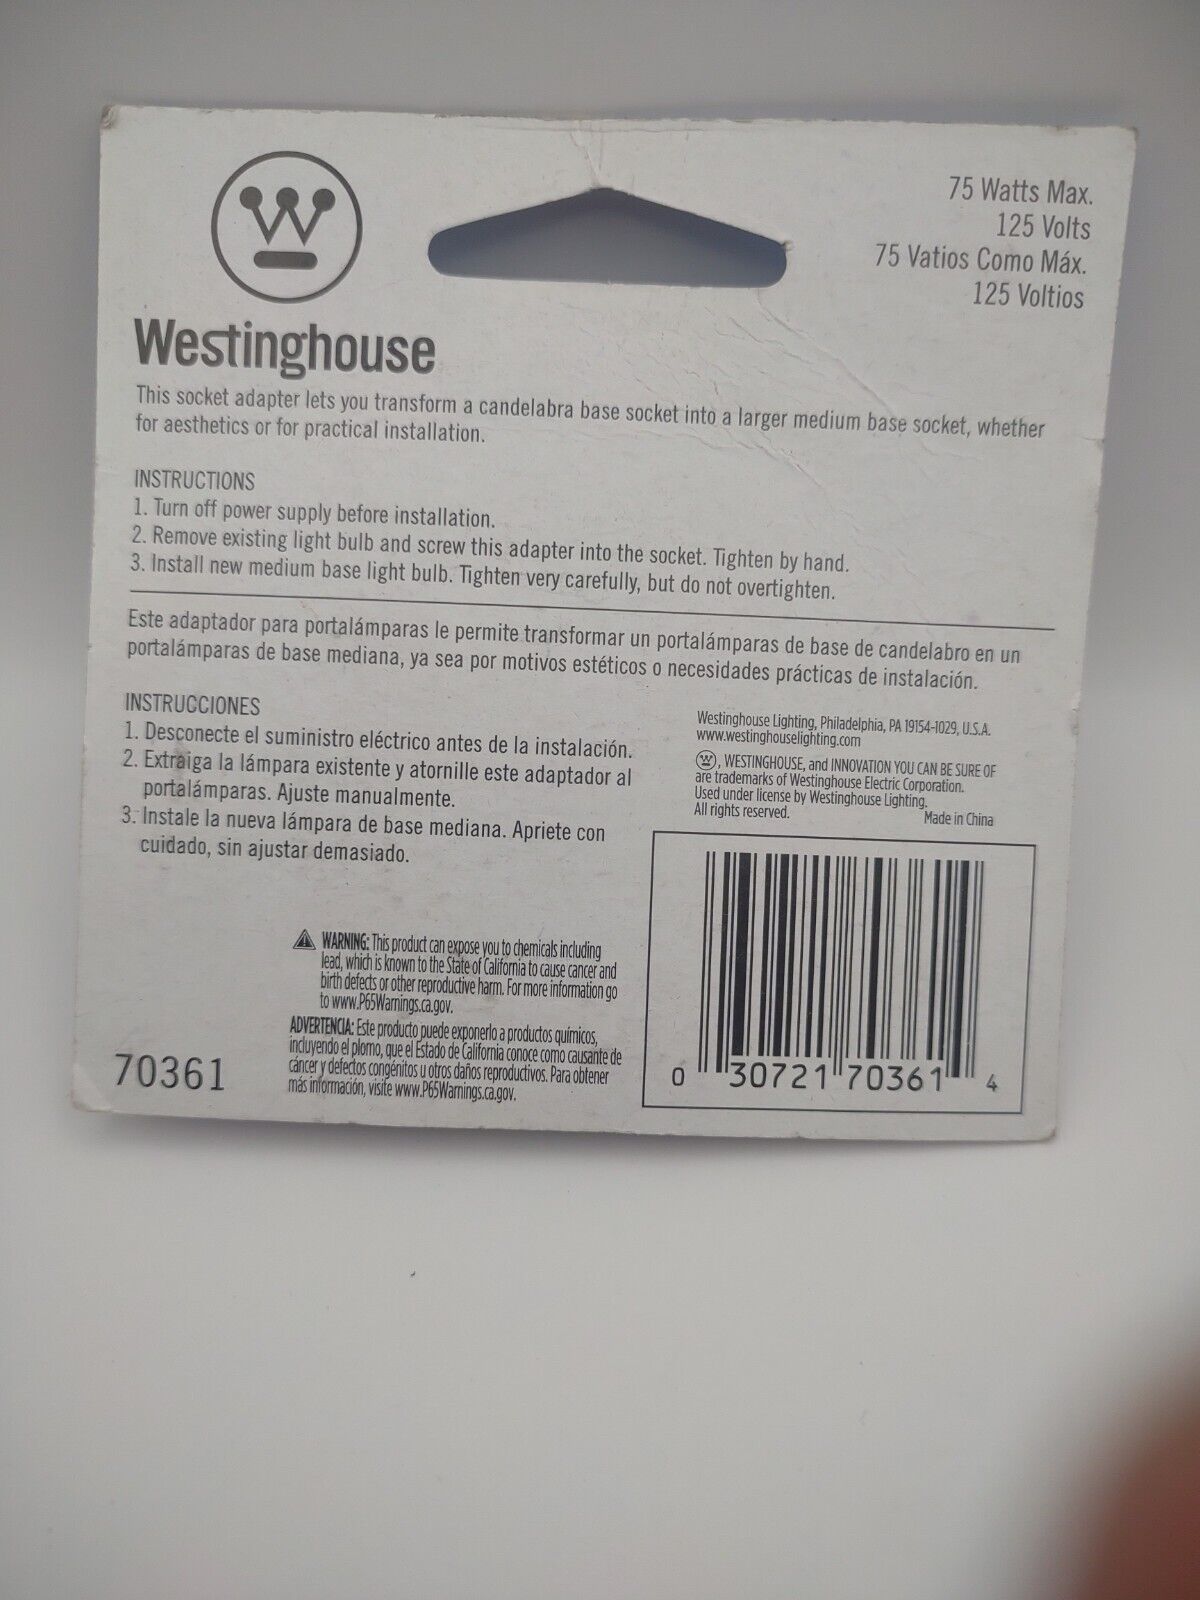 75 Watts Max.
125 Volts
75 Vatios Como Máx.
125 Voltios
W
Westinghouse
This socket adapter lets you transform a candelabra base socket into a larger medium base socket, whether
for aesthetics or for practical installation.
INSTRUCTIONS
1. Turn off power supply before installation.
2. Remove existing light bulb and screw this adapter into the socket. Tighten by hand.
3. Install new medium base light bulb. Tighten very carefully, but do not overtighten.
Este adaptador para portalámparas le permite transformar un portalámparas de base de candelabro en un
portalámparas de base mediana, ya sea por motivos estéticos o necesidades prácticas de instalación.
INSTRUCCIONES
1. Desconecte el suministro eléctrico antes de la instalación.
2. Extraiga la lámpara existente y atornille este adaptador al
portalámparas. Ajuste manualmente.
3. Instale la nueva lámpara de base mediana. Apriete con
cuidado, sin ajustar demasiado.
Westinghouse Lighting, Philadelphia, PA 19154-1029, U.S.A.
www.westinghouselighting.com
W, WESTINGHOUSE, and INNOVATION YOU CAN BE SURE OF
are trademarks of Westinghouse Electric Corporation.
Used under license by Westinghouse Lighting.
All rights reserved. Made in China
WARNING: This product can expose you to chemicals including
lead, which is known to the State of California to cause cancer and
birth defects or other reproductive harm. For more information go
to www.P65Warnings.ca.gov.
ADVERTENCIA: Este producto puede exponerlo a productos químicos,
incluyendo el plomo, que el Estado de California conoce como causante de
cáncer y defectos congénitos u otros daños reproductivos. Para obtener
más información, visite www.P65Warnings.ca.gov.
70361
0 30721 70361 4